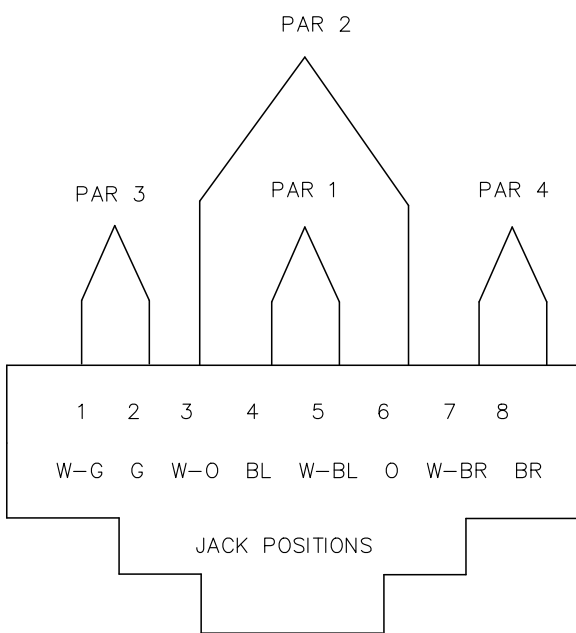 PAR 2
PAR 3 PAR 1 PAR 4
1 2 3 4 5 6 7 8
W-G G W-O BL W-BL O W-BR BR
JACK POSITIONS